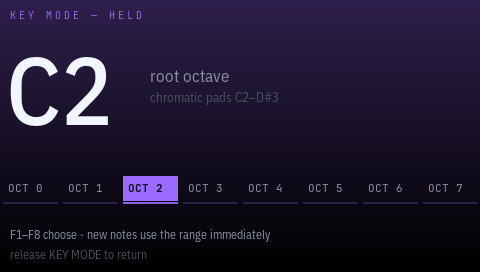 KEY MODE — HELD
C2
root octave
chromatic pads C2–D#3
OCT 0 OCT 1 OCT 2 OCT 3 OCT 4 OCT 5 OCT 6 OCT 7
F1–F8 choose · new notes use the range immediately
release KEY MODE to return